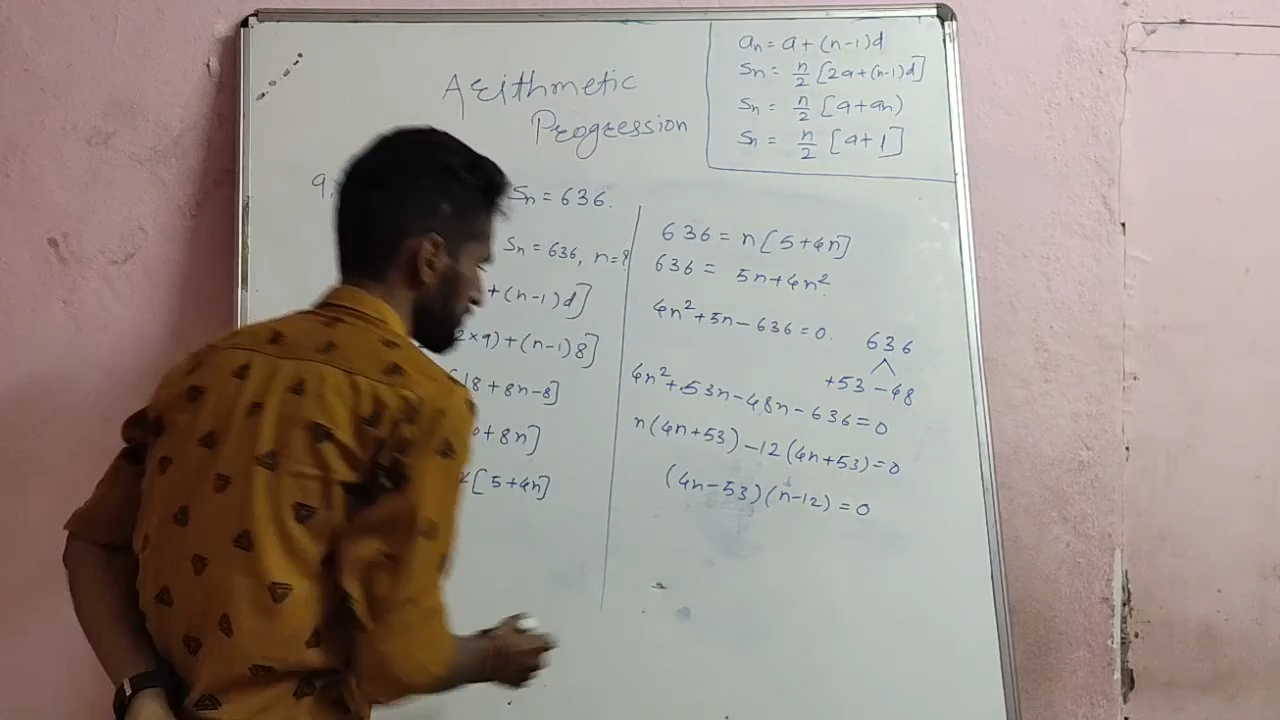 Arithmetic
Progression
an = a + (n-1)d
Sn = n/2 [2a + (n-1)d]
Sn = n/2 [a + an)
Sn = n/2 [a + l]
9,
Sn = 636.
Sn = 636, n = ?
+ (n-1)d]
2×9) + (n-1)8]
[18 + 8n - 8]
0 + 8n]
[5 + 4n]
636 = n[5 + 4n]
636 = 5n + 4n²
4n² + 5n - 636 = 0.
636
+53 - 48
4n² + 53n - 48n - 636 = 0
n(4n + 53) - 12(4n + 53) = 0
(4n - 53)(n - 12) = 0